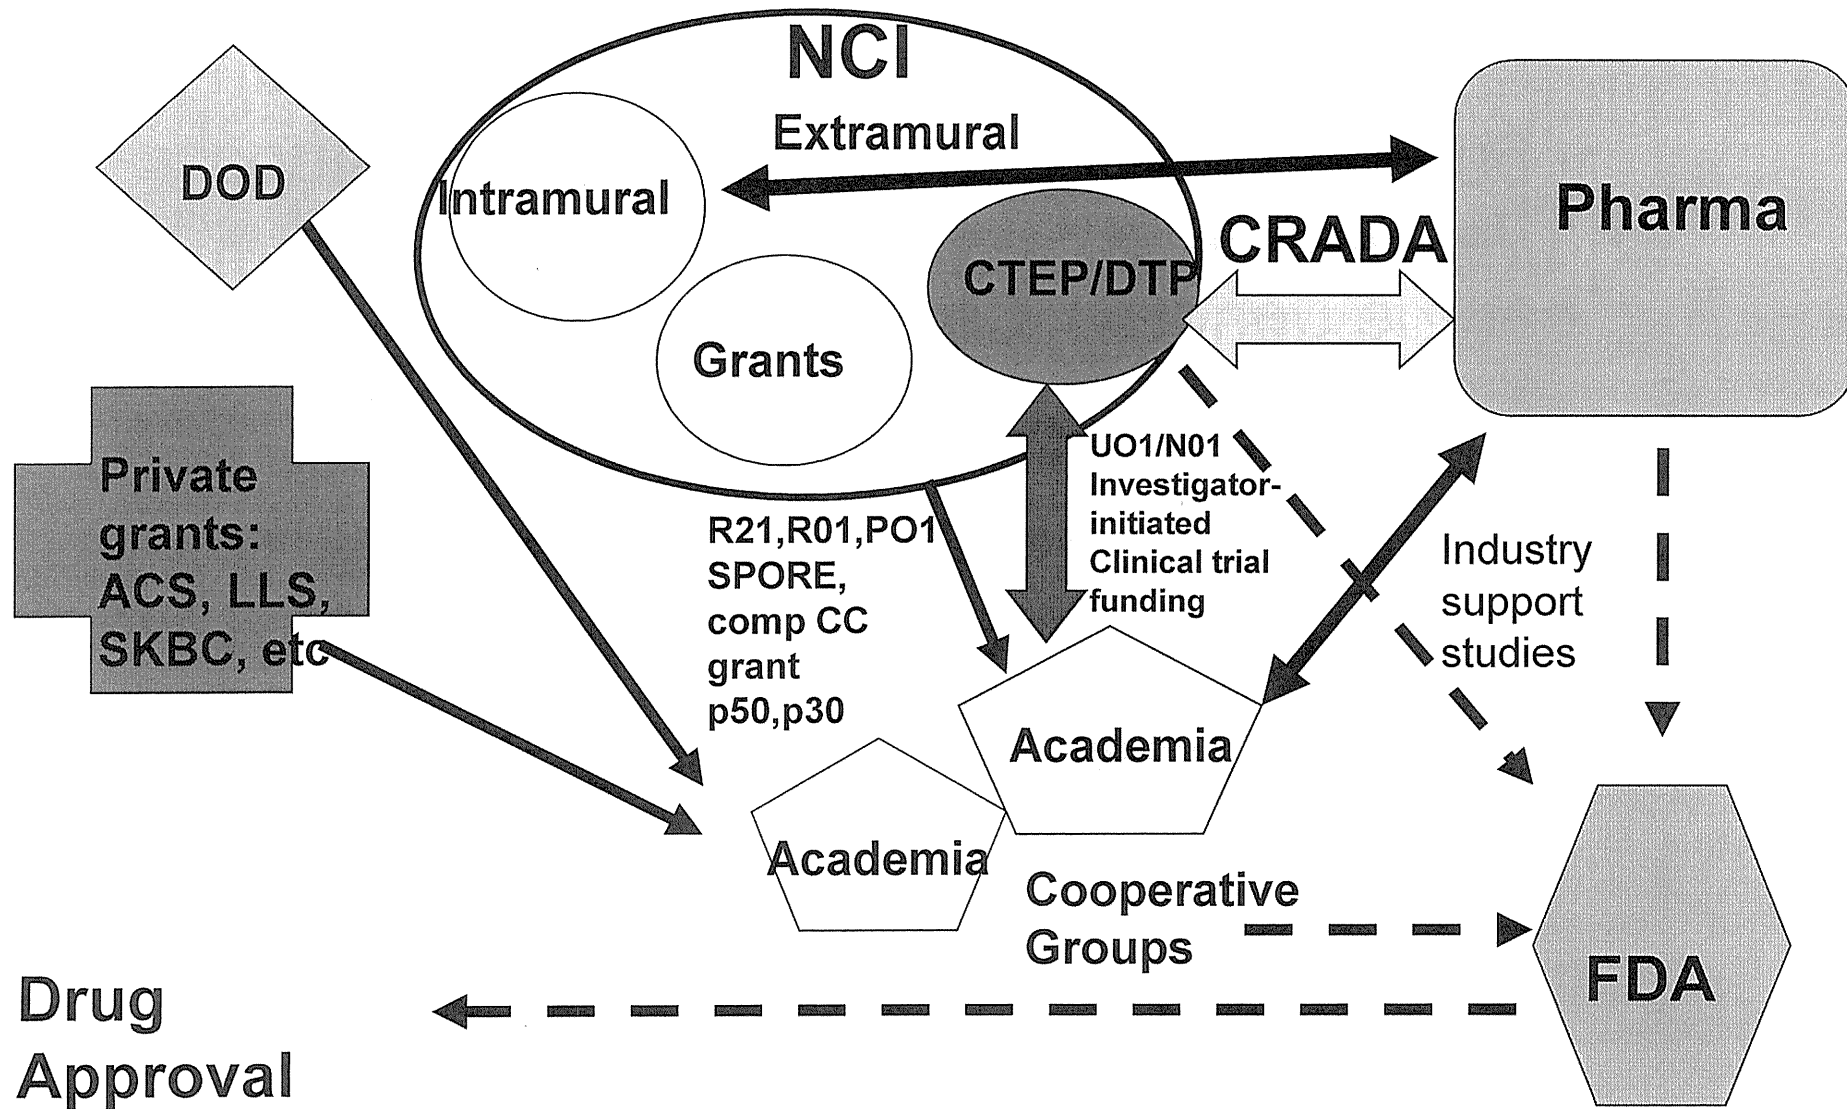 NCI
Extramural
DOD
Intramural
Pharma
CRADA
CTEP/DTP
Grants
Private
grants:
ACS, LLS,
SKBC, etc
R21,R01,PO1
SPORE,
comp CC
grant
p50,p30
UO1/N01
Investigator-
initiated
Clinical trial
funding
Industry
support
studies
Academia
Academia
Cooperative
Groups
FDA
Drug
Approval